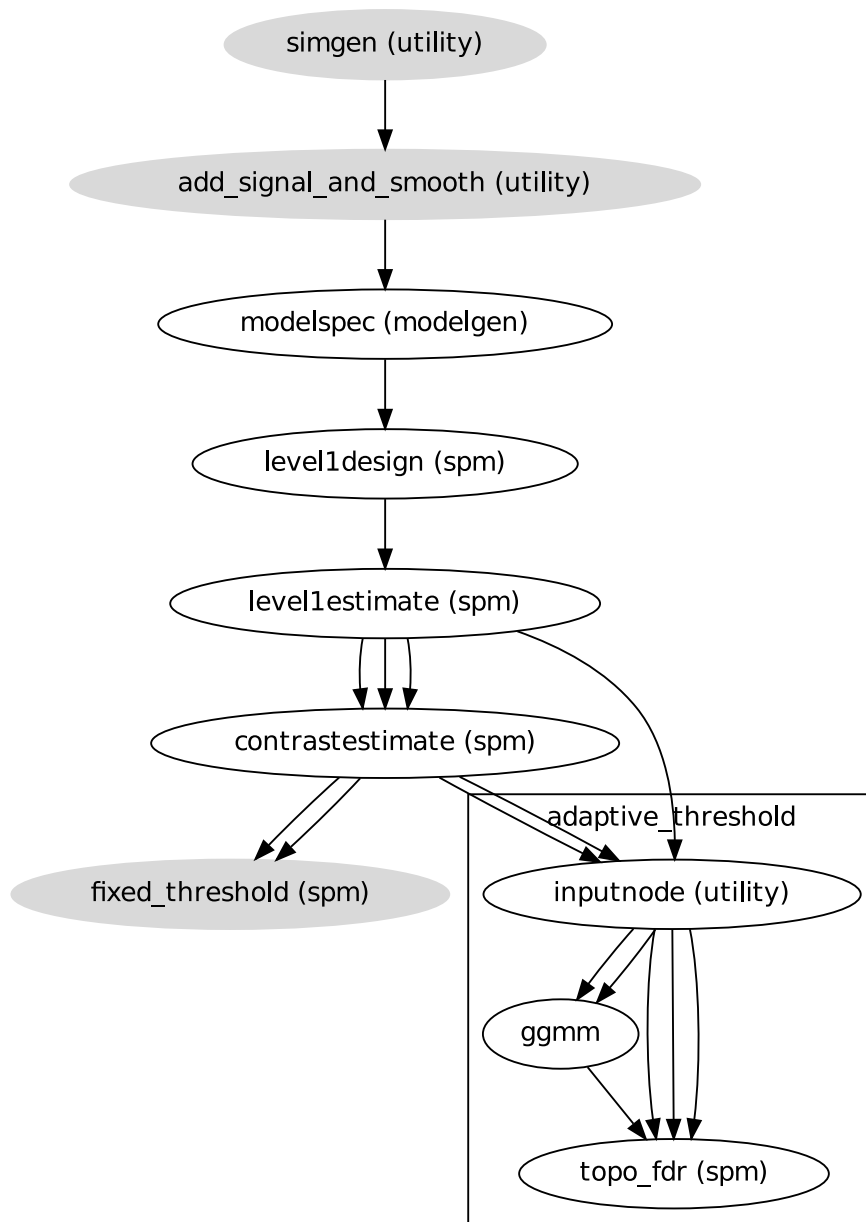 simgen (utility)
add_signal_and_smooth (utility)
modelspec (modelgen)
level1design (spm)
level1estimate (spm)
contrastestimate (spm)
adaptive_threshold
fixed_threshold (spm)
inputnode (utility)
ggmm
topo_fdr (spm)